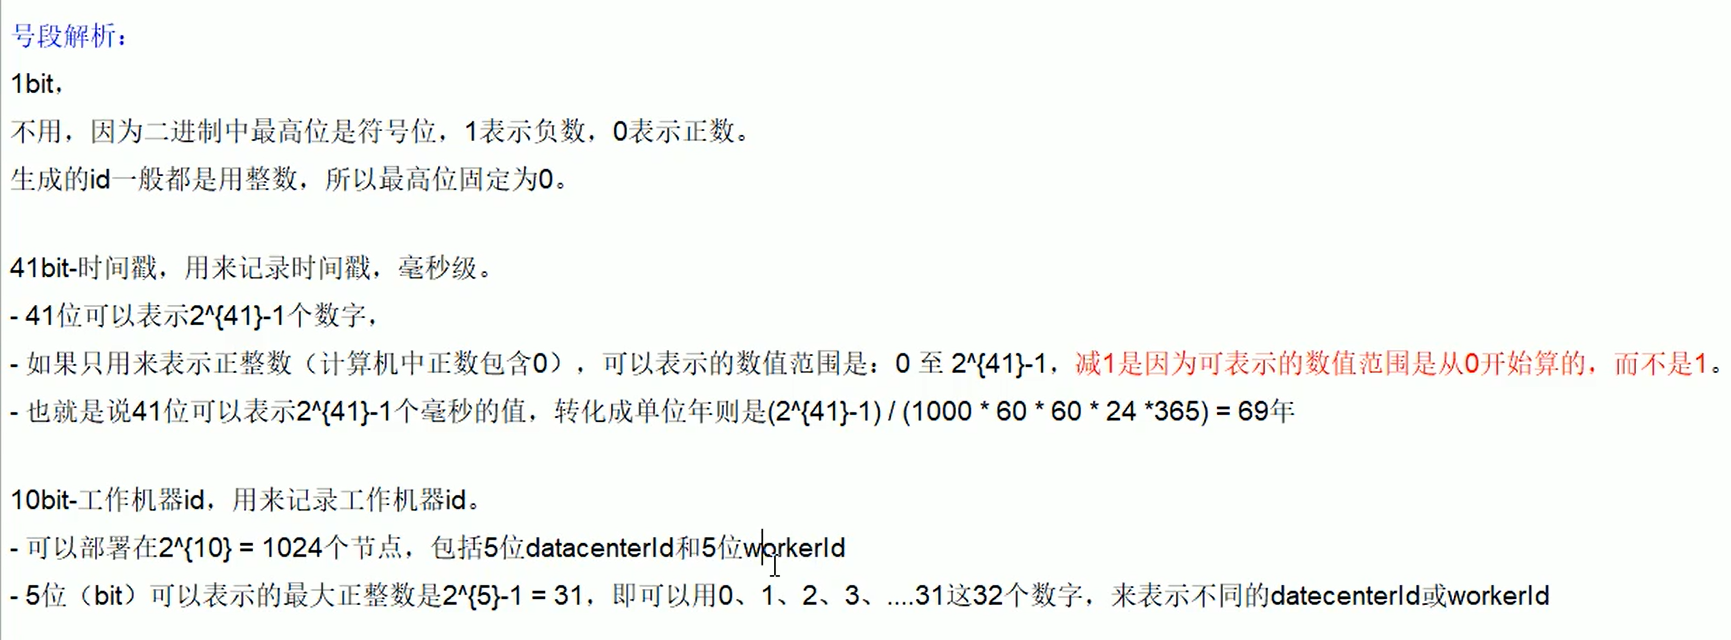 号段解析：
1bit，
不用，因为二进制中最高位是符号位，1表示负数，0表示正数。
生成的id一般都是用整数，所以最高位固定为0。
41bit-时间戳，用来记录时间戳，毫秒级。
- 41位可以表示2^{41}-1个数字，
- 如果只用来表示正整数（计算机中正数包含0），可以表示的数值范围是：0 至 2^{41}-1，减1是因为可表示的数值范围是从0开始算的，而不是1。
- 也就是说41位可以表示2^{41}-1个毫秒的值，转化成单位年则是(2^{41}-1) / (1000 * 60 * 60 * 24 *365) = 69年
10bit-工作机器id，用来记录工作机器id。
- 可以部署在2^{10} = 1024个节点，包括5位datacenterId和5位workerId
- 5位（bit）可以表示的最大正整数是2^{5}-1 = 31，即可以用0、1、2、3、....31这32个数字，来表示不同的datecenterId或workerId